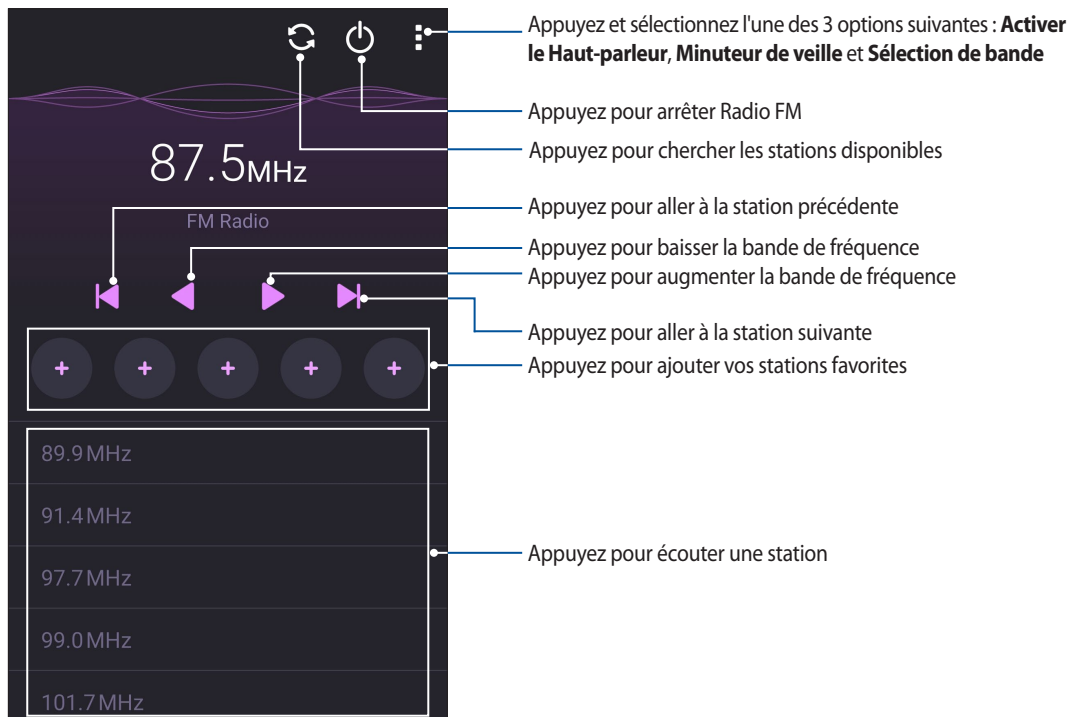 Appuyez et sélectionnez l'une des 3 options suivantes : Activer
le Haut-parleur, Minuteur de veille et Sélection de bande
Appuyez pour arrêter Radio FM
Appuyez pour chercher les stations disponibles
87.5MHz
FM Radio
Appuyez pour aller à la station précédente
Appuyez pour baisser la bande de fréquence
Appuyez pour augmenter la bande de fréquence
Appuyez pour aller à la station suivante
Appuyez pour ajouter vos stations favorites
+ + + + +
89.9MHz
91.4MHz
97.7MHz
99.0MHz
101.7MHz
Appuyez pour écouter une station